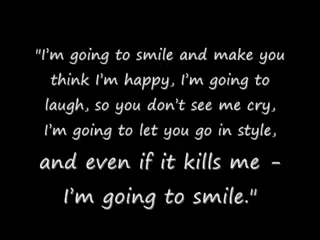 "I'm going to smile and make you
think I'm happy, I'm going to
laugh, so you don't see me cry,
I'm going to let you go in style,
and even if it kills me -
I'm going to smile."